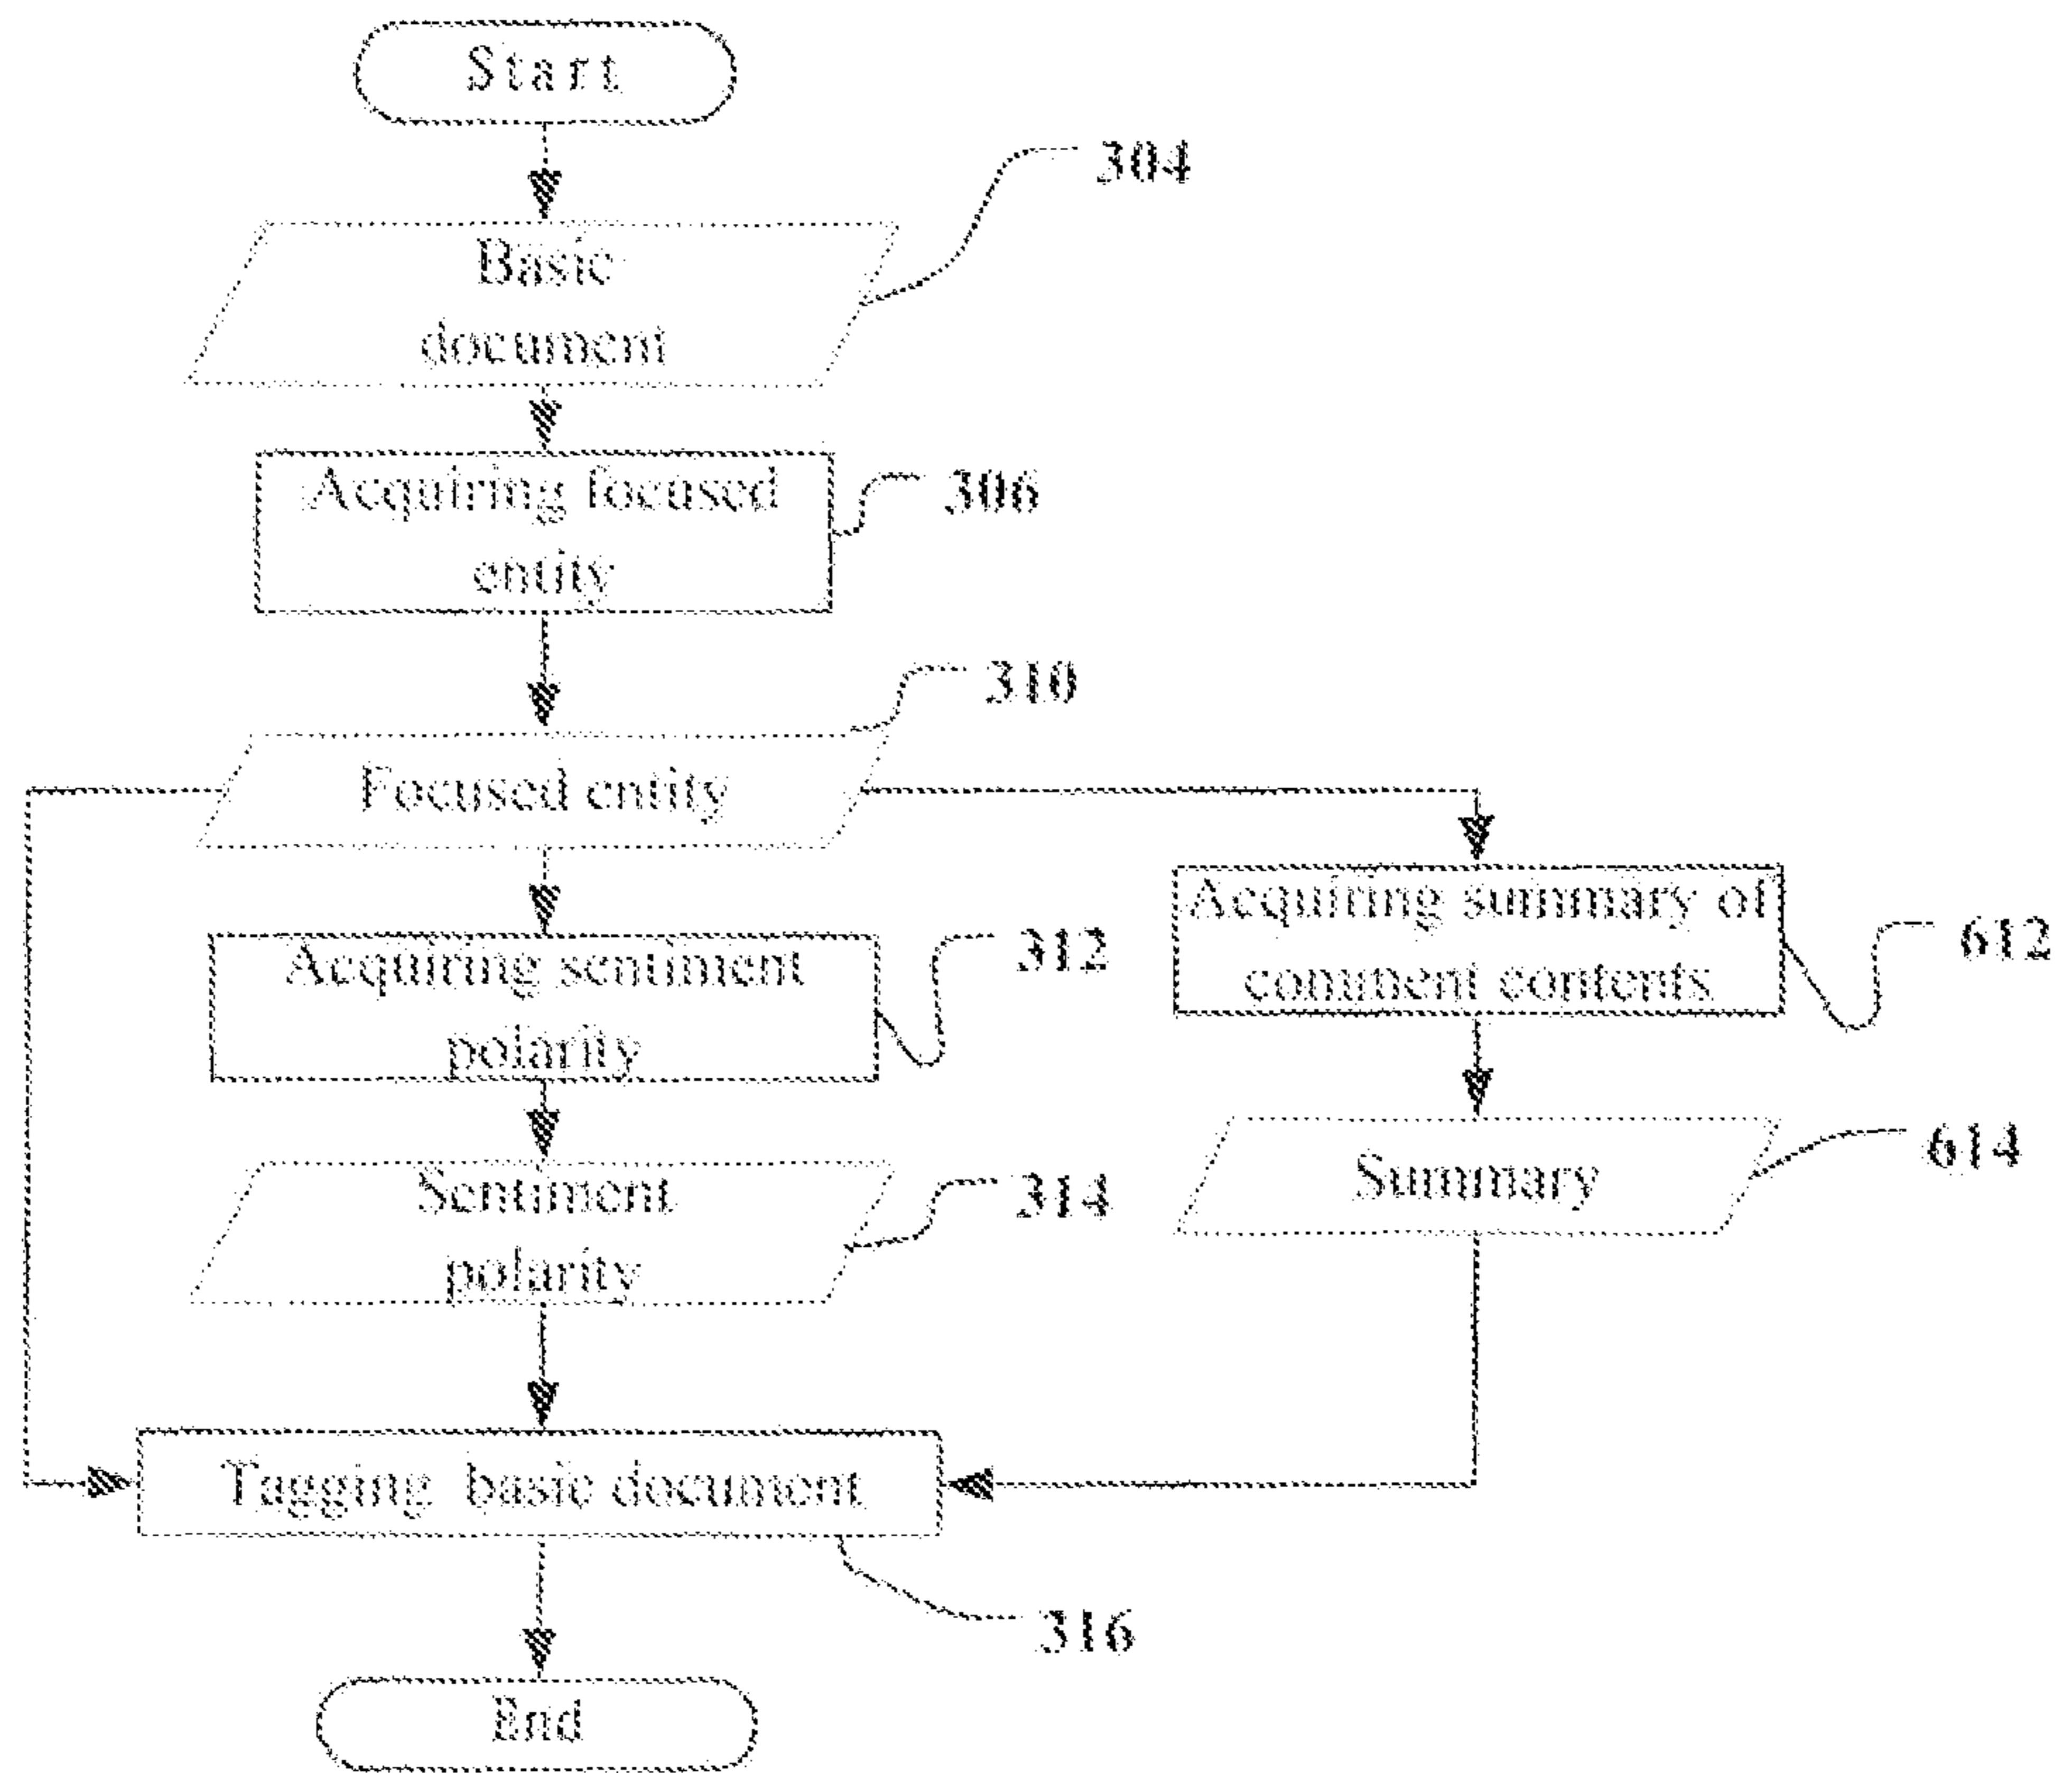 Start
304
Basic
document
Acquiring focused
entity
306
310
Focused entity
Acquiring sentiment
polarity
312
Acquiring summary of
comment contents
612
Sentiment
polarity
314
Summary
614
Tagging basic document
316
End